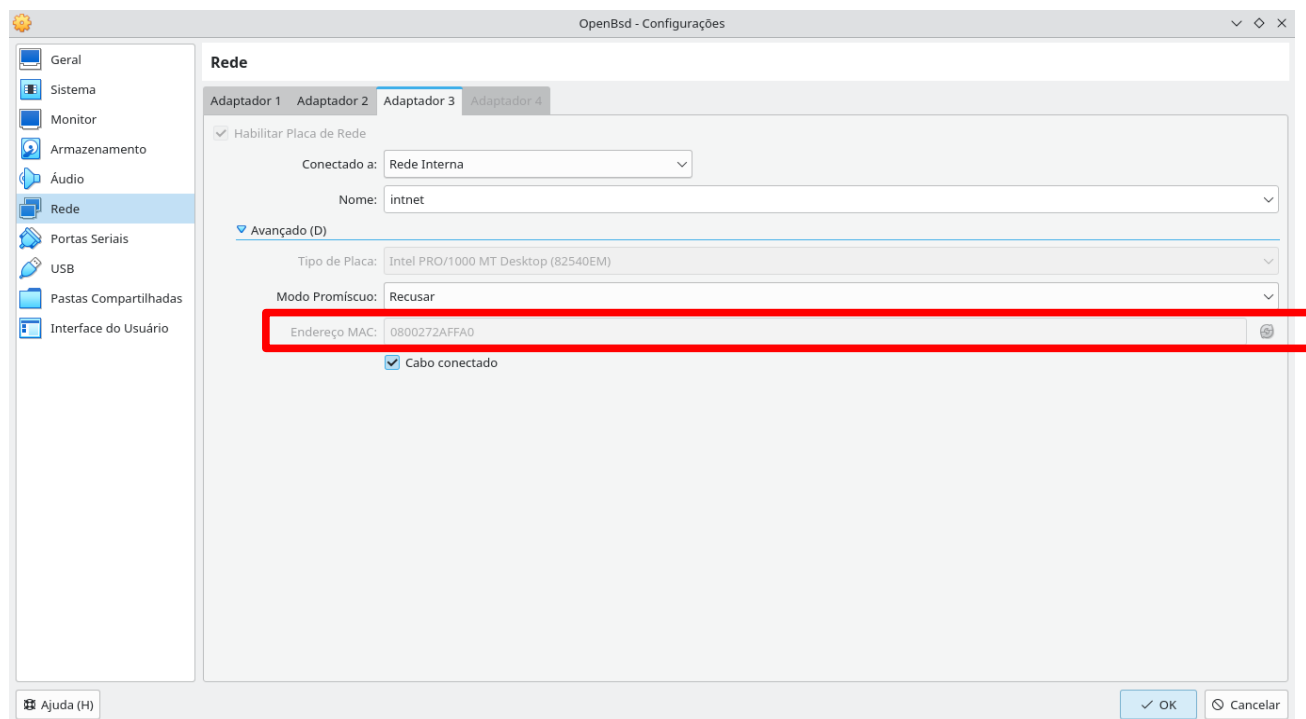 OpenBsd - Configurações
Geral
Sistema
Monitor
Armazenamento
Áudio
Rede
Portas Seriais
USB
Pastas Compartilhadas
Interface do Usuário
Rede
Adaptador 1 Adaptador 2 Adaptador 3 Adaptador 4
Habilitar Placa de Rede
Conectado a: Rede Interna
Nome: intnet
Avançado (D)
Tipo de Placa: Intel PRO/1000 MT Desktop (82540EM)
Modo Promíscuo: Recusar
Endereço MAC: 0800272AFFA0
Cabo conectado
Ajuda (H)
OK
Cancelar